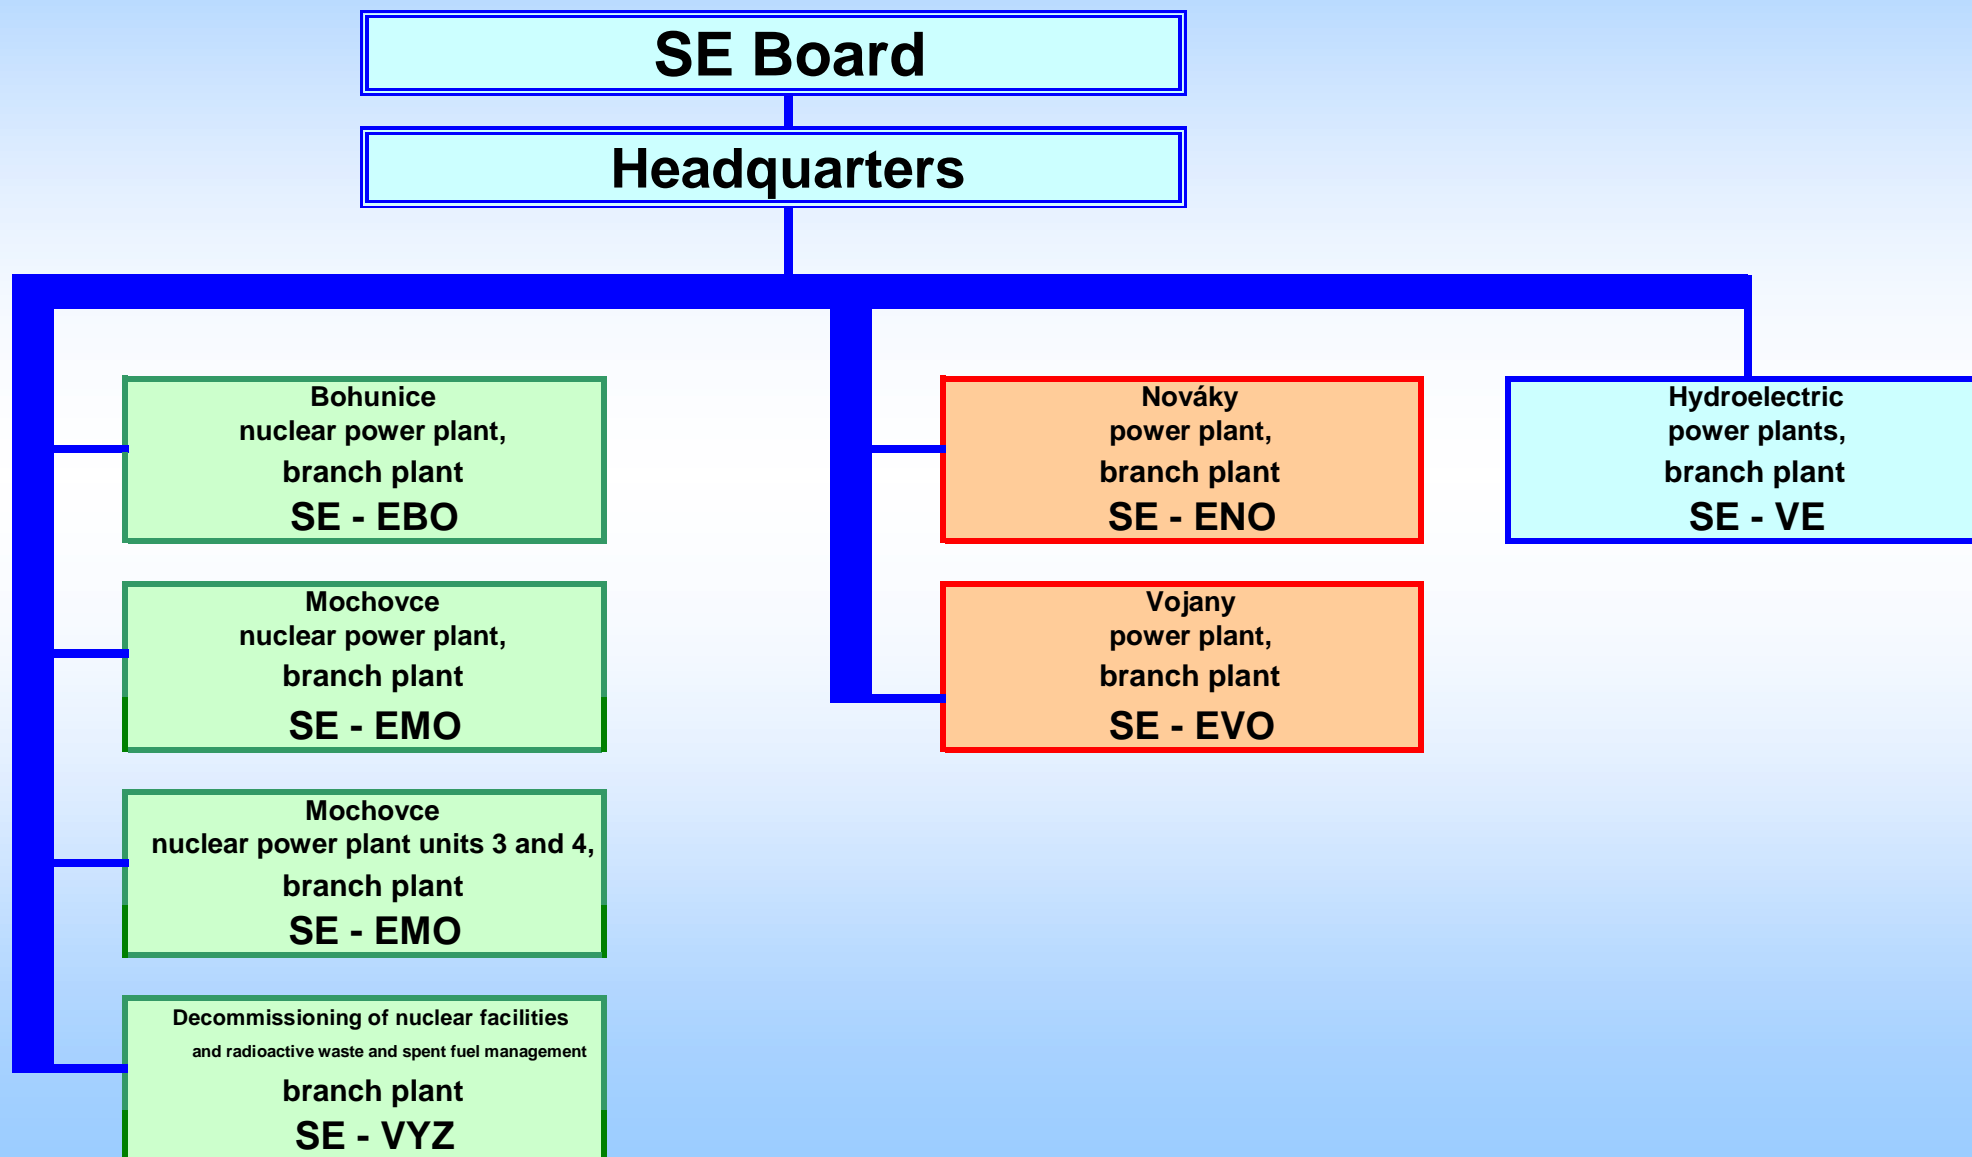 SE Board
Headquarters
Bohunice
nuclear power plant,
branch plant
SE - EBO
Mochovce
nuclear power plant,
branch plant
SE - EMO
Mochovce
nuclear power plant units 3 and 4,
branch plant
SE - EMO
Decommissioning of nuclear facilities
and radioactive waste and spent fuel management
branch plant
SE - VYZ
Nováky
power plant,
branch plant
SE - ENO
Vojany
power plant,
branch plant
SE - EVO
Hydroelectric
power plants,
branch plant
SE - VE